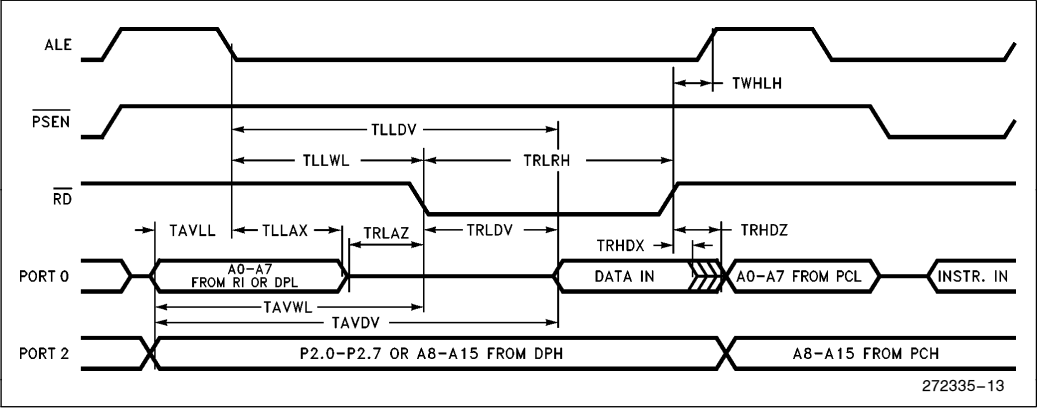 ALE
TWHLH
PSEN
TLLDV
TLLWL
TRLRH
RD
TAVLL
TLLAX
TRLAZ
TRLDV
TRHDX
TRHDZ
PORT 0
A0–A7
FROM RI OR DPL
DATA IN
A0–A7 FROM PCL
INSTR. IN
TAVWL
TAVDV
PORT 2
P2.0–P2.7 OR A8–A15 FROM DPH
A8–A15 FROM PCH
272335–13